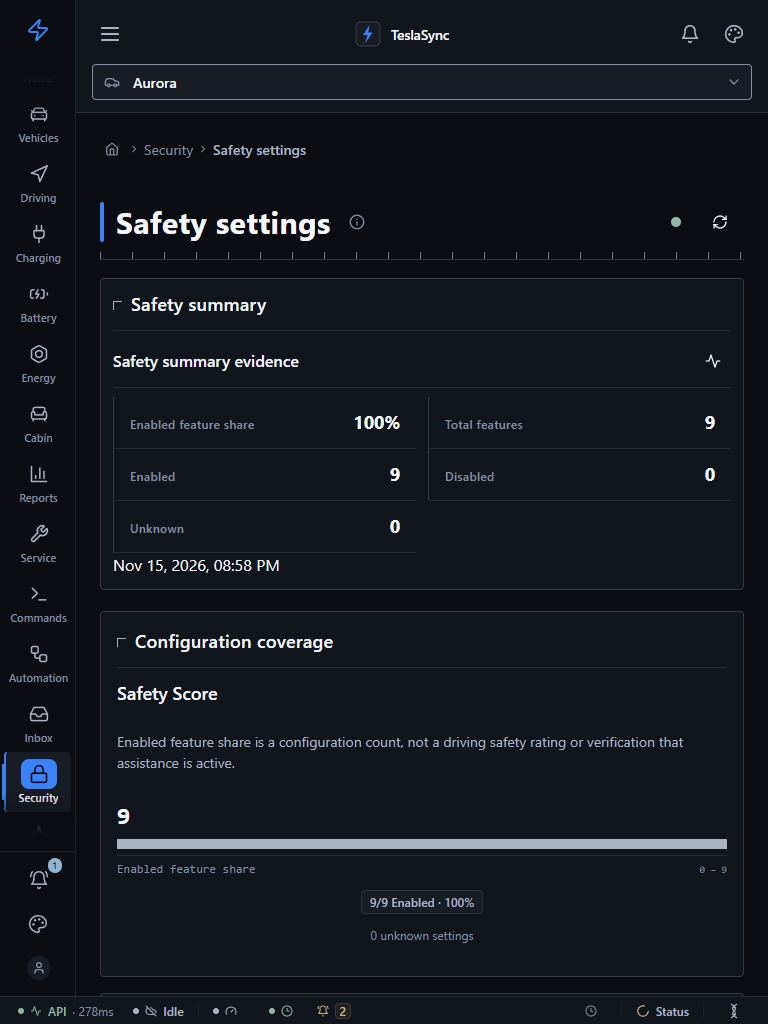 TeslaSync
Aurora
Vehicles
Driving
Charging
Battery
Energy
Cabin
Reports
Service
Commands
Automation
Inbox
Security
1
Security
Safety settings
Safety settings
Safety summary
Safety summary evidence
Enabled feature share 100%
Total features 9
Enabled 9
Disabled 0
Unknown 0
Nov 15, 2026, 08:58 PM
Configuration coverage
Safety Score
Enabled feature share is a configuration count, not a driving safety rating or verification that
assistance is active.
9
Enabled feature share 0 – 9
9/9 Enabled · 100%
0 unknown settings
API · 278ms Idle 2 Status